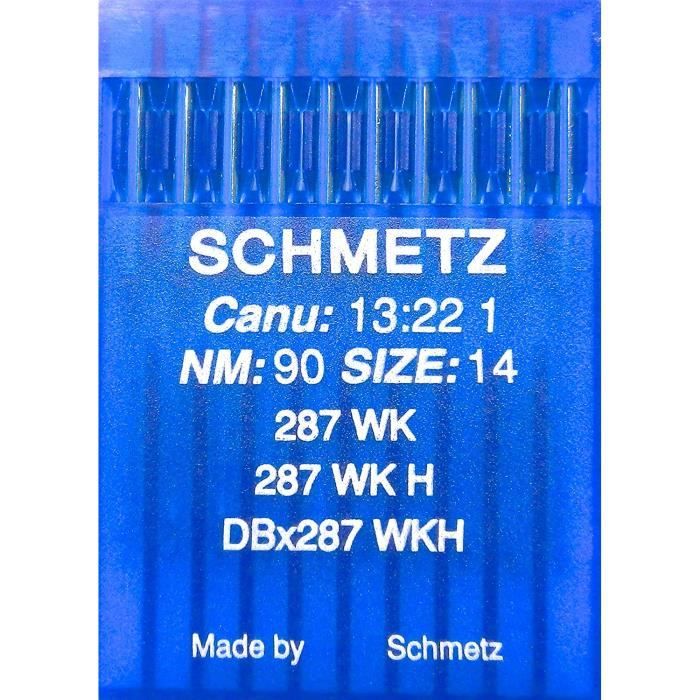 SCHMETZ
Canu: 13:22 1
NM: 90 SIZE: 14
287 WK
287 WK H
DBx287 WKH
Made by Schmetz